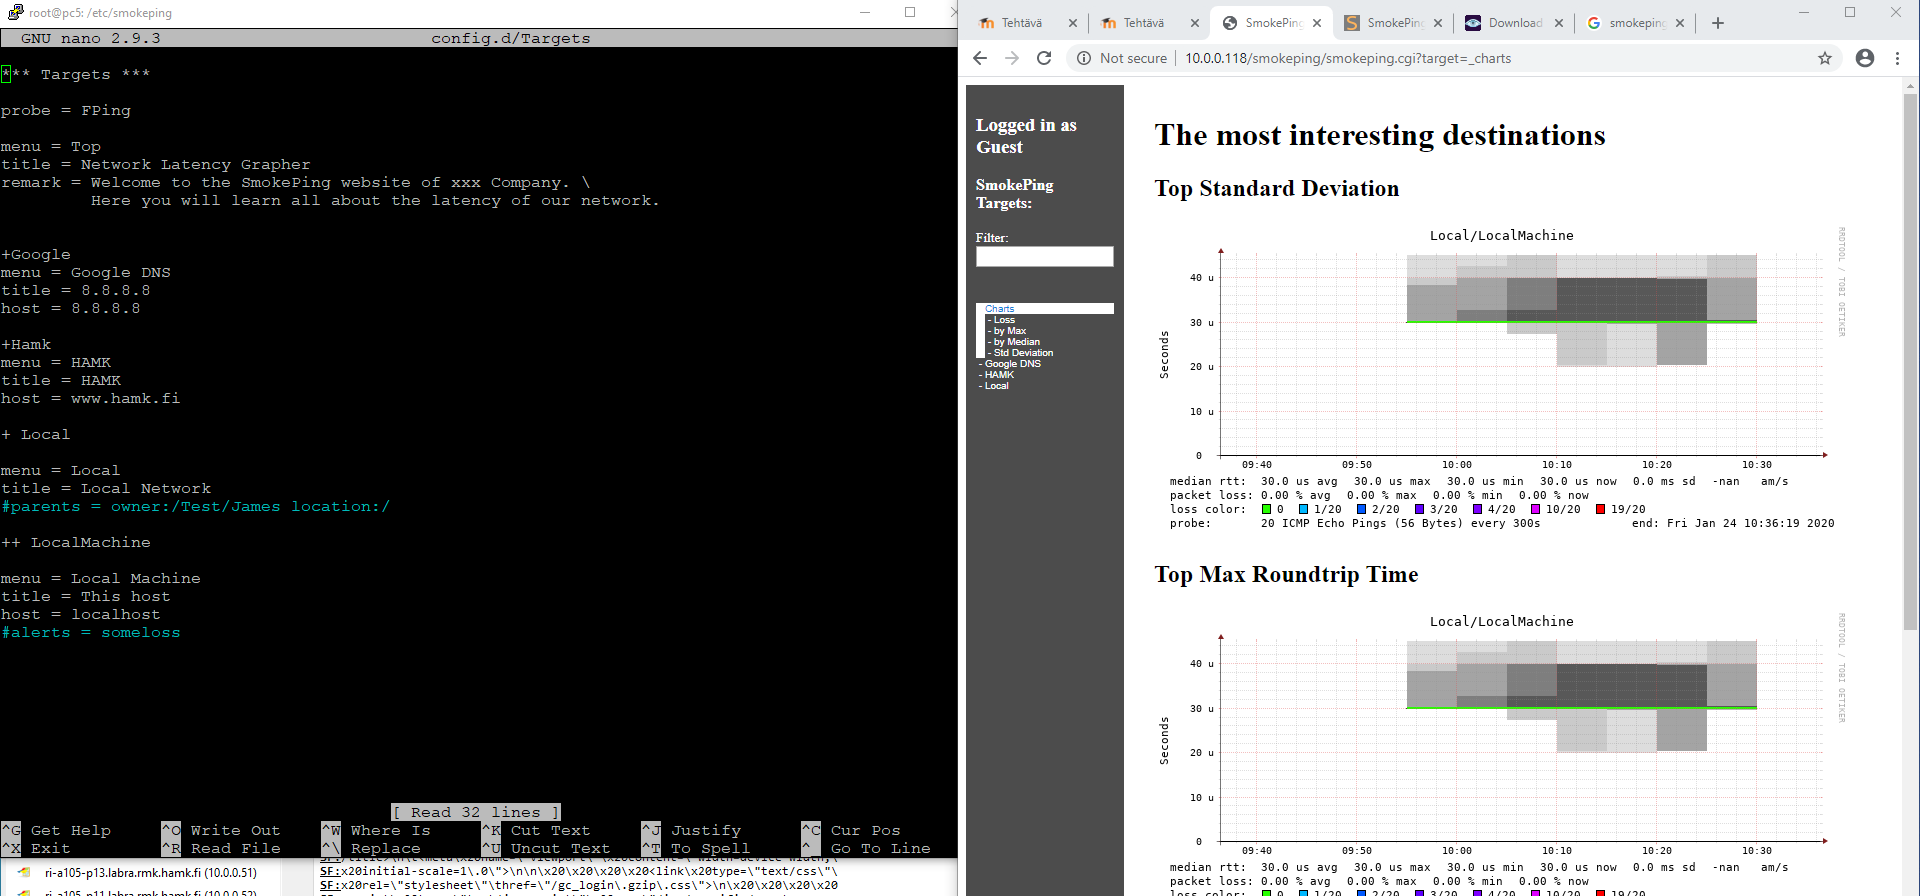 root@pc5: /etc/smokeping
GNU nano 2.9.3 config.d/Targets
*** Targets ***
probe = FPing
menu = Top
title = Network Latency Grapher
remark = Welcome to the SmokePing website of xxx Company. \
Here you will learn all about the latency of our network.
+Google
menu = Google DNS
title = 8.8.8.8
host = 8.8.8.8
+Hamk
menu = HAMK
title = HAMK
host = www.hamk.fi
+ Local
menu = Local
title = Local Network
#parents = owner:/Test/James location:/
++ LocalMachine
menu = Local Machine
title = This host
host = localhost
#alerts = someloss
[ Read 32 lines ]
^G Get Help ^O Write Out ^W Where Is ^K Cut Text ^J Justify ^C Cur Pos
^X Exit ^R Read File ^\ Replace ^U Uncut Text ^T To Spell ^ Go To Line
ri-a105-p13.labra.rmk.hamk.fi (10.0.0.51)
ri-a105-p11.labra.rmk.hamk.fi (10.0.0.52)
SF:x20initial-scale=1\.0\">\n\n\x20\x20\x20\x20<link\x20type=\"text/css\"\
SF:x20rel=\"stylesheet\"\thref=\"/gc_login\.gzip\.css\">\n\x20\x20\x20\x20
Tehtävä
Tehtävä
SmokePin
SmokePin
Download
smokeping
Not secure 10.0.0.118/smokeping/smokeping.cgi?target=_charts
Logged in as
Guest
SmokePing
Targets:
Filter:
Charts
- Loss
- by Max
- by Median
- Std Deviation
- Google DNS
- HAMK
- Local
The most interesting destinations
Top Standard Deviation
Local/LocalMachine
RRDTOOL / TOBI OETIKER
Seconds
40 u
30 u
20 u
10 u
0
09:40 09:50 10:00 10:10 10:20 10:30
median rtt: 30.0 us avg 30.0 us max 30.0 us min 30.0 us now 0.0 ms sd -nan am/s
packet loss: 0.00 % avg 0.00 % max 0.00 % min 0.00 % now
loss color: 0 1/20 2/20 3/20 4/20 10/20 19/20
probe: 20 ICMP Echo Pings (56 Bytes) every 300s end: Fri Jan 24 10:36:19 2020
Top Max Roundtrip Time
Local/LocalMachine
RRDTOOL / TOBI OETIKER
Seconds
40 u
30 u
20 u
10 u
0
09:40 09:50 10:00 10:10 10:20 10:30
median rtt: 30.0 us avg 30.0 us max 30.0 us min 30.0 us now 0.0 ms sd -nan am/s
packet loss: 0.00 % avg 0.00 % max 0.00 % min 0.00 % now
loss color: 0 1/20 2/20 3/20 4/20 10/20 19/20